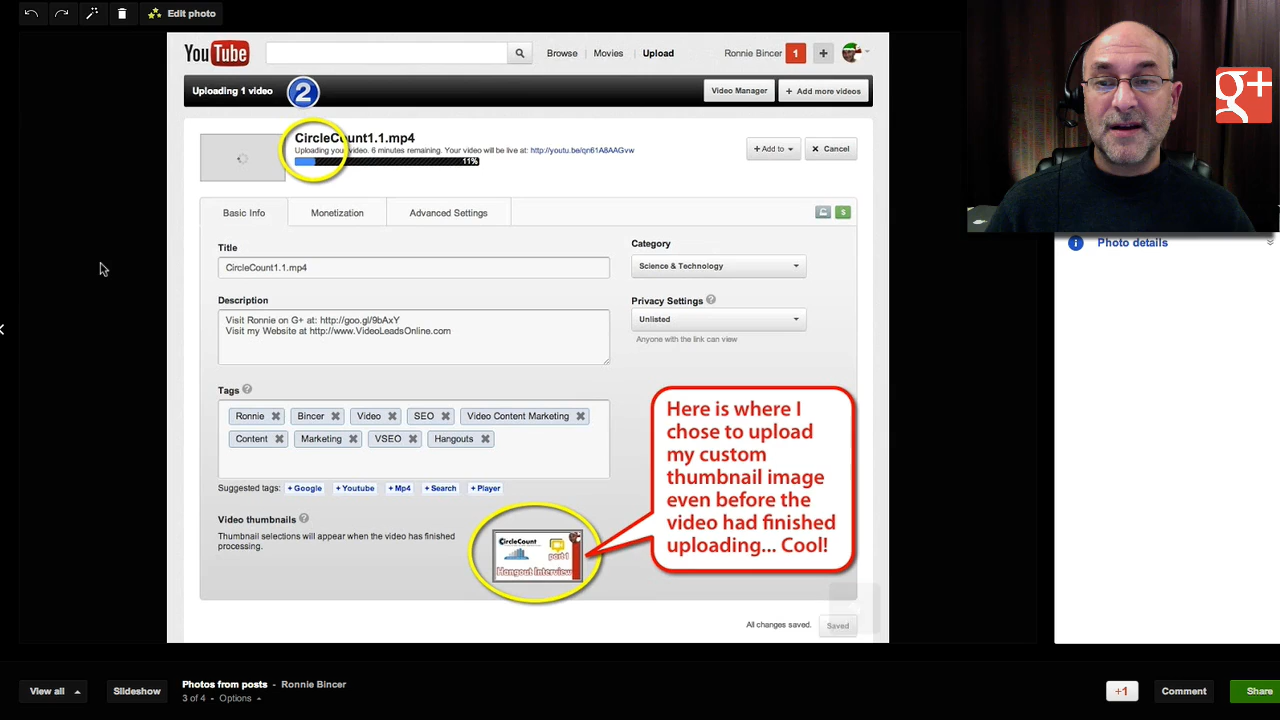 Edit photo
YouTube
Browse Movies Upload Ronnie Bincer 1 +
Uploading 1 video 2 Video Manager + Add more videos
CircleCount1.1.mp4
Uploading your video. 6 minutes remaining. Your video will be live at: http://youtu.be/qn61A8AAGvw
11%
+ Add to Cancel
Basic Info Monetization Advanced Settings $
Title
CircleCount1.1.mp4
Category
Science & Technology
Description
Visit Ronnie on G+ at: http://goo.gl/9bAxY
Visit my Website at http://www.VideoLeadsOnline.com
Privacy Settings ?
Unlisted
Anyone with the link can view
Tags ?
Ronnie Bincer Video SEO Video Content Marketing
Content Marketing VSEO Hangouts
Suggested tags: + Google + Youtube + Mp4 + Search + Player
Video thumbnails ?
Thumbnail selections will appear when the video has finished
processing.
CircleCount
part 1
Hangout Interview
Here is where I
chose to upload
my custom
thumbnail image
even before the
video had finished
uploading... Cool!
All changes saved. Saved
g+
Photo details
View all Slideshow Photos from posts - Ronnie Bincer
3 of 4 - Options
+1 Comment Share